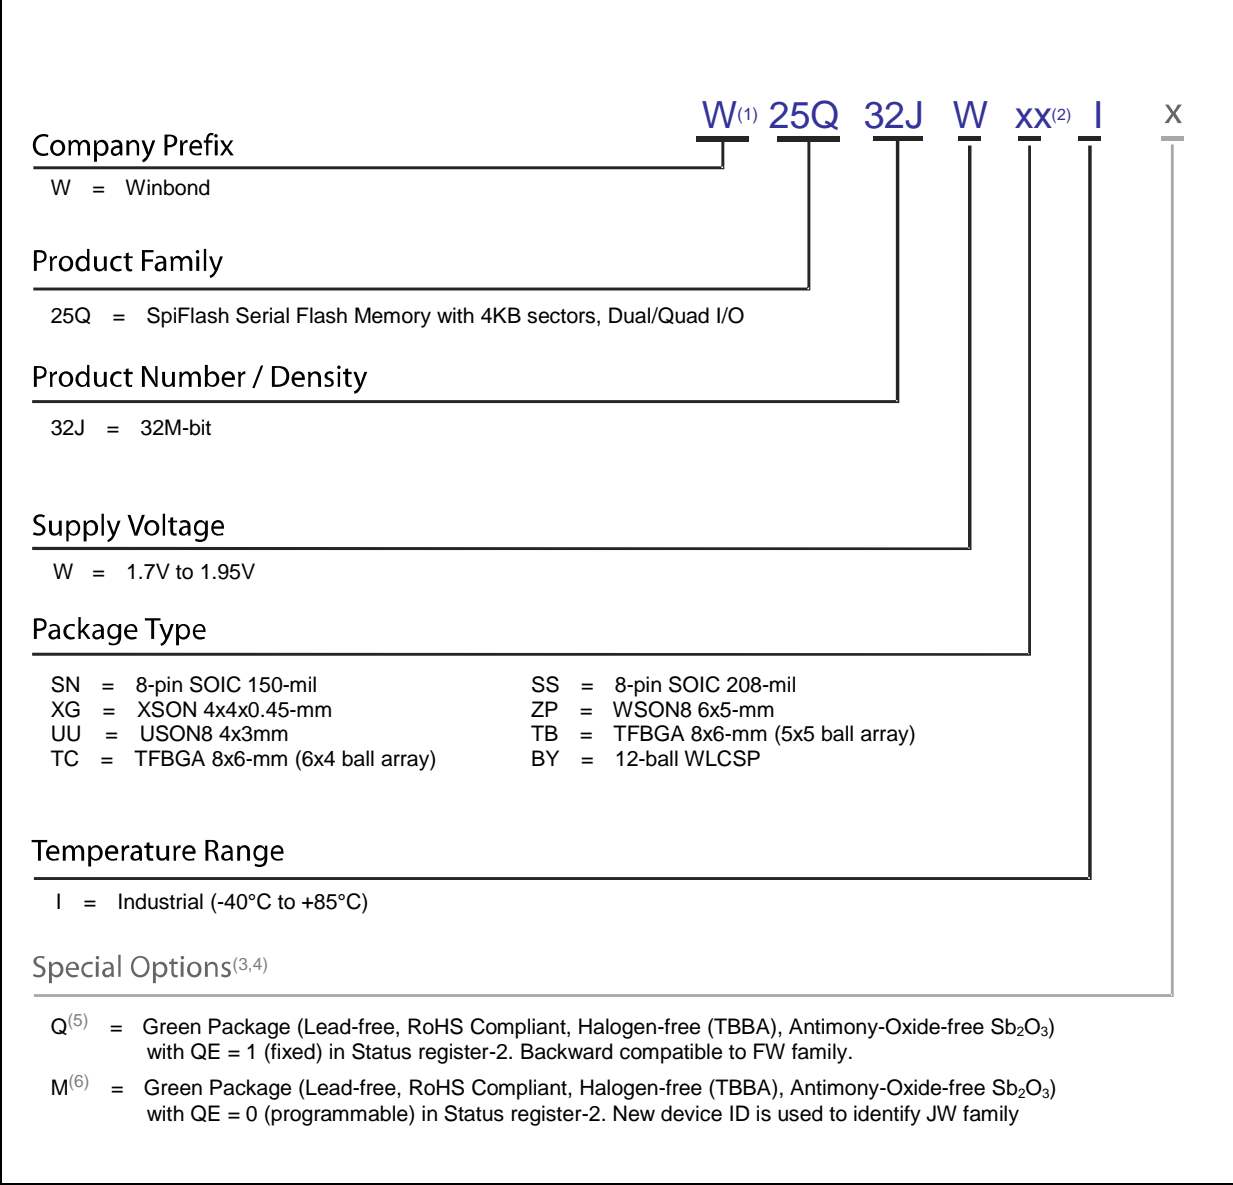 W(1) 25Q 32J W xx(2) I x
Company Prefix
W = Winbond
Product Family
25Q = SpiFlash Serial Flash Memory with 4KB sectors, Dual/Quad I/O
Product Number / Density
32J = 32M-bit
Supply Voltage
W = 1.7V to 1.95V
Package Type
SN = 8-pin SOIC 150-mil SS = 8-pin SOIC 208-mil
XG = XSON 4x4x0.45-mm ZP = WSON8 6x5-mm
UU = USON8 4x3mm TB = TFBGA 8x6-mm (5x5 ball array)
TC = TFBGA 8x6-mm (6x4 ball array) BY = 12-ball WLCSP
Temperature Range
I = Industrial (-40°C to +85°C)
Special Options(3,4)
Q(5) = Green Package (Lead-free, RoHS Compliant, Halogen-free (TBBA), Antimony-Oxide-free Sb₂O₃)
with QE = 1 (fixed) in Status register-2. Backward compatible to FW family.
M(6) = Green Package (Lead-free, RoHS Compliant, Halogen-free (TBBA), Antimony-Oxide-free Sb₂O₃)
with QE = 0 (programmable) in Status register-2. New device ID is used to identify JW family